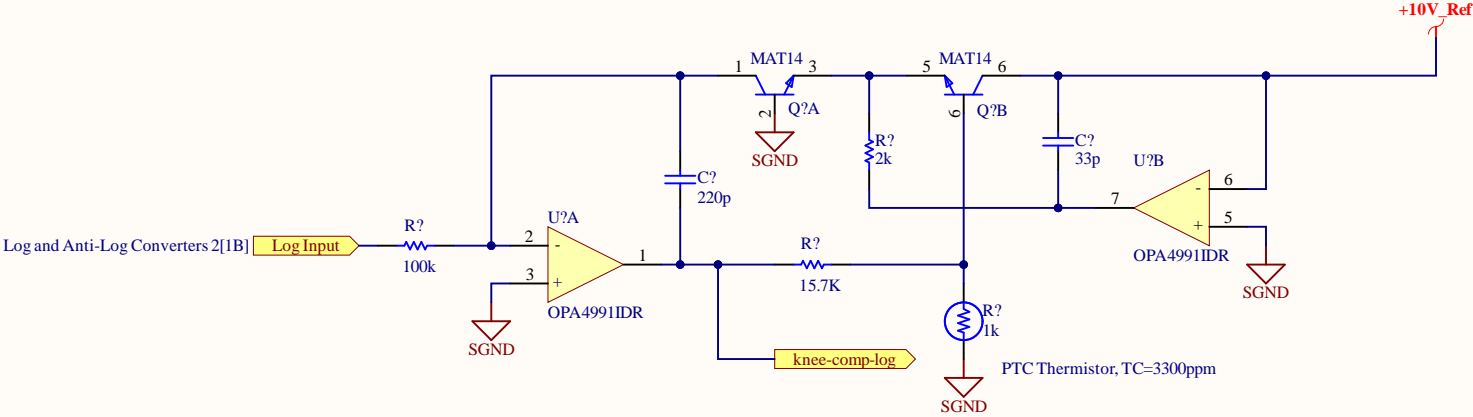 +10V_Ref
MAT14
MAT14
1
3
5
6
2
Q?A
6
Q?B
SGND
R?
2k
C?
33p
U?B
C?
220p
7
6
-
5
+
OPA4991IDR
SGND
Log and Anti-Log Converters 2[1B]
Log Input
R?
100k
U?A
2
-
3
+
1
OPA4991IDR
SGND
R?
15.7K
R?
1k
knee-comp-log
PTC Thermistor, TC=3300ppm
SGND